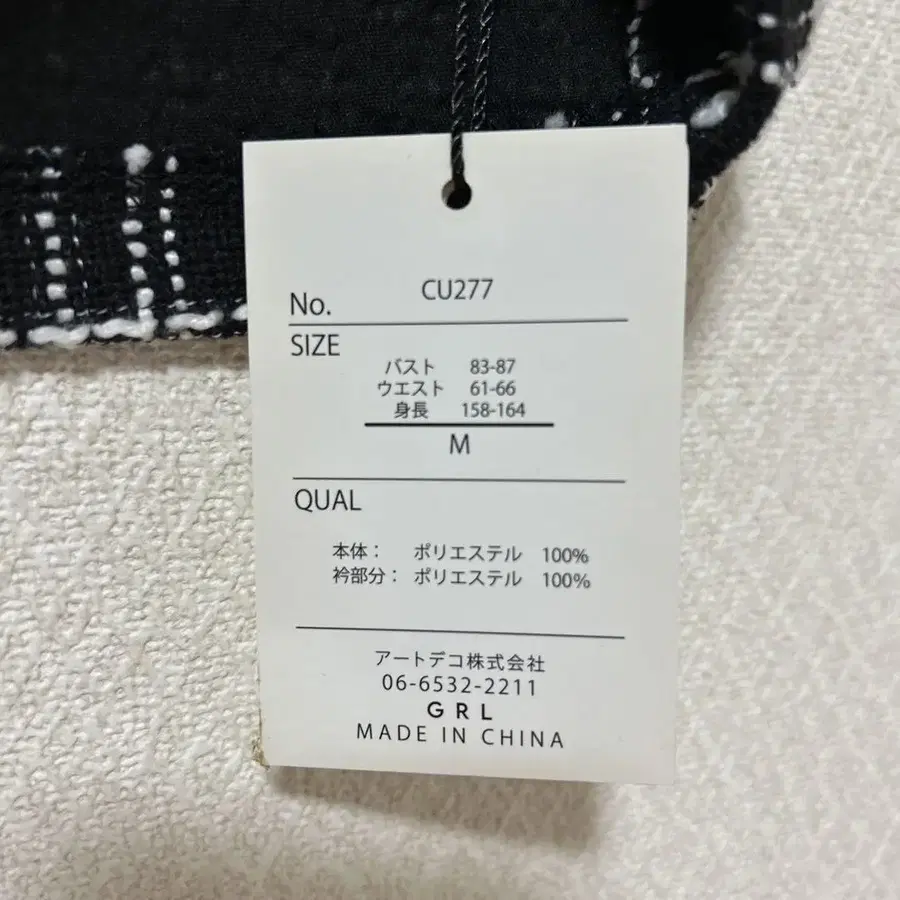 No. CU277
SIZE
バスト 83-87
ウエスト 61-66
身長 158-164
M
QUAL
本体： ポリエステル 100%
衿部分： ポリエステル 100%
アートデコ株式会社
06-6532-2211
GRL
MADE IN CHINA